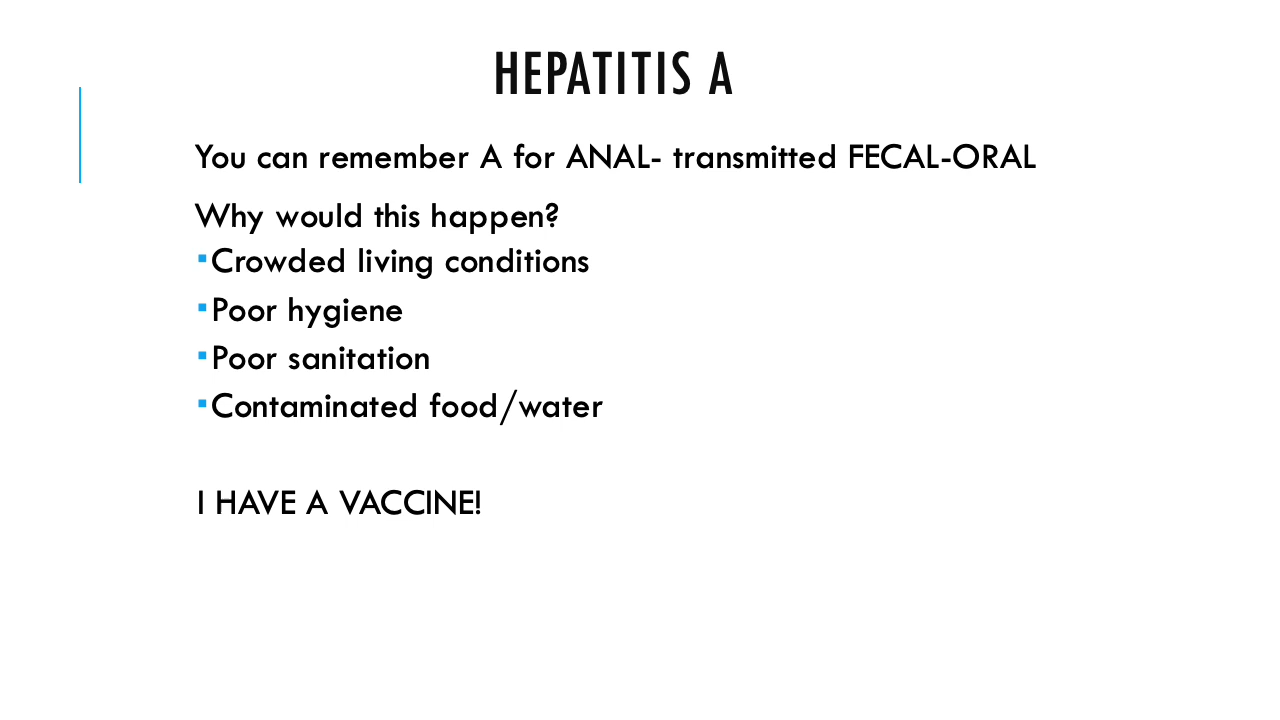 HEPATITIS A
You can remember A for ANAL- transmitted FECAL-ORAL
Why would this happen?
▪Crowded living conditions
▪Poor hygiene
▪Poor sanitation
▪Contaminated food/water
I HAVE A VACCINE!